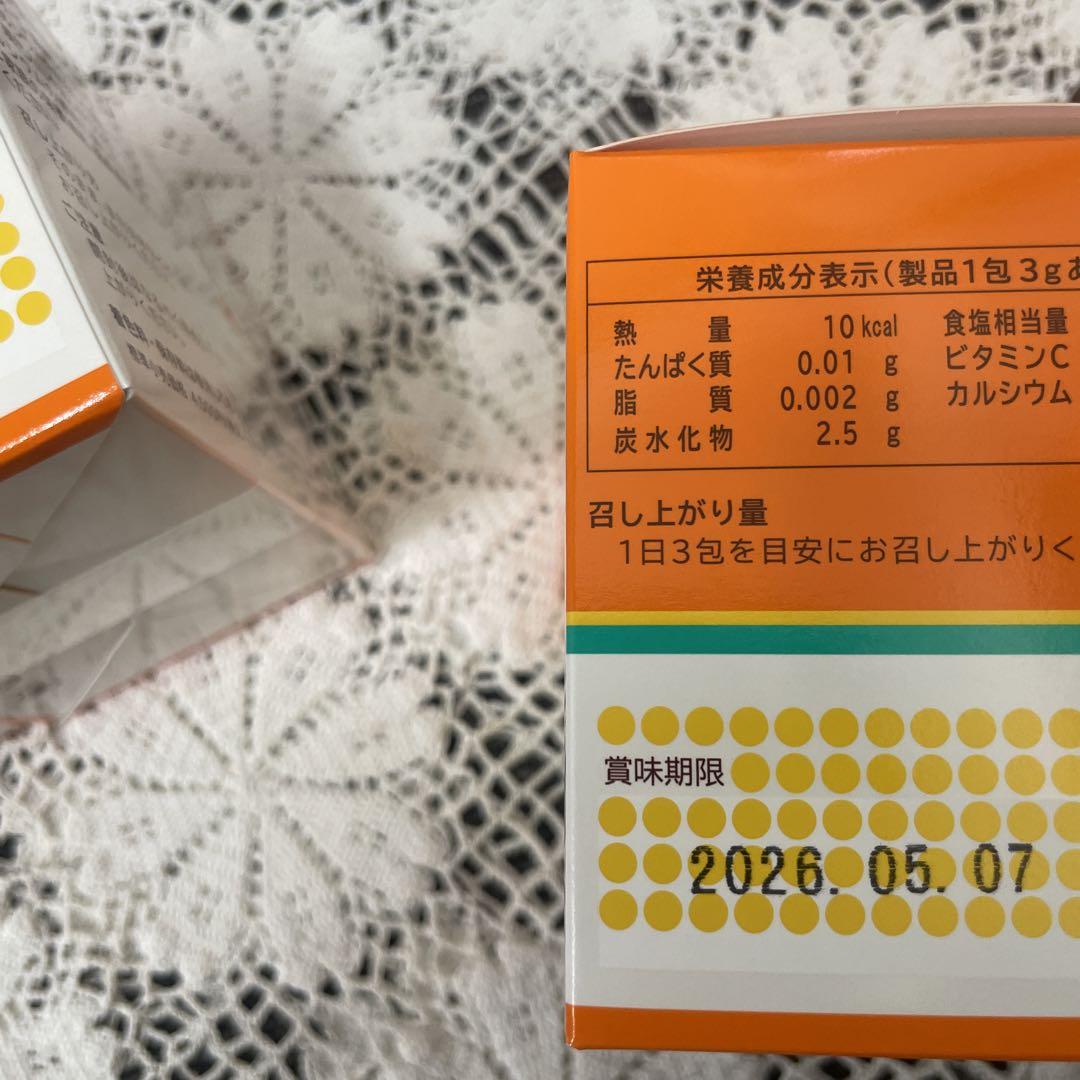 栄養成分表示(製品1包3gあ
熱量 10kcal 食塩相当量
たんぱく質 0.01 g ビタミンC
脂質 0.002 g カルシウム
炭水化物 2.5 g
召し上がり量
1日3包を目安にお召し上がりく
賞味期限
2026.05.07